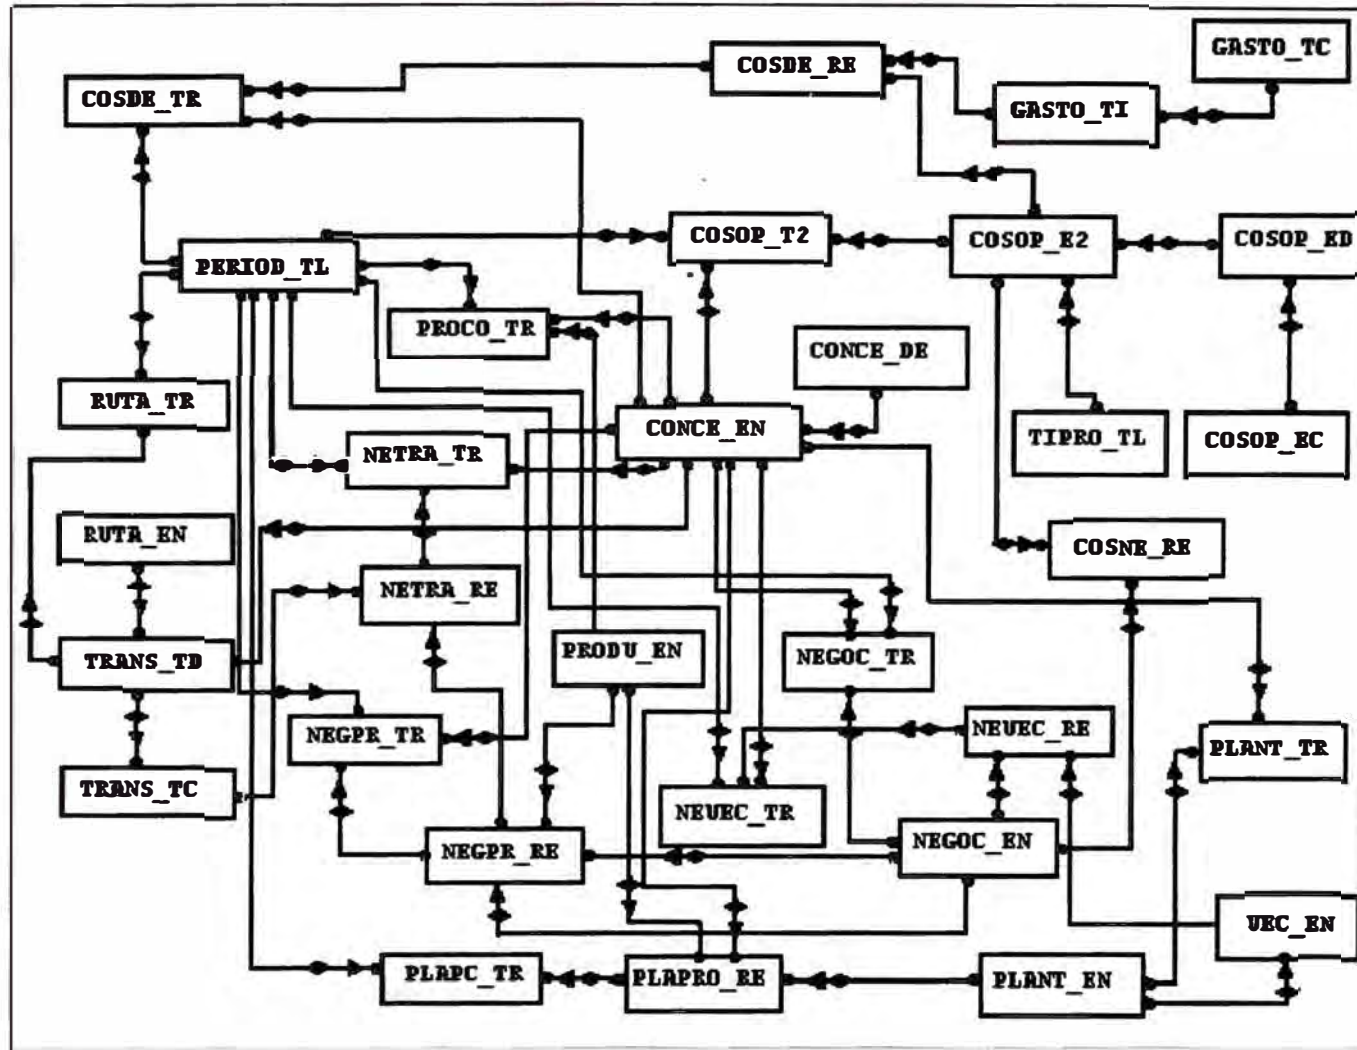 GASTO_TC
COSDE_RE
COSDE_TR
GASTO_TI
COSOP_T2
COSOP_E2
COSOP_ED
PERIOD_TL
PROCO_TR
CONCE_DE
RUTA_TR
CONCE_EN
TIPRO_TL
COSOP_EC
NETRA_TR
RUTA_EN
COSNE_RE
NETRA_RE
TRANS_TD
PRODU_EN
NEGOC_TR
NEGPR_TR
NEUEC_RE
PLANT_TR
TRANS_TC
NEUEC_TR
NEGPR_RE
NEGOC_EN
UEC_EN
PLAPC_TR
PLAPRO_RE
PLANT_EN